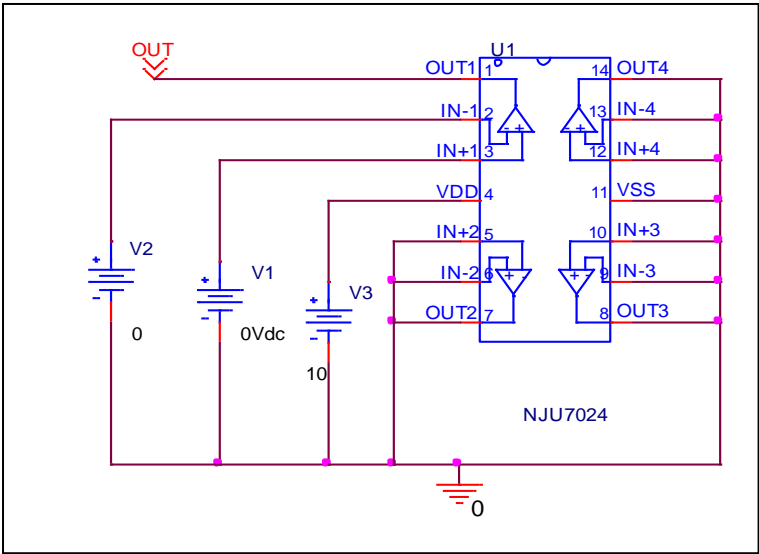 OUT
U1
OUT1 1 14 OUT4
IN-1 2 13 IN-4
- + - +
IN+1 3 12 IN+4
VDD 4 11 VSS
IN+2 5 10 IN+3
IN-2 6 + - + - 9 IN-3
OUT2 7 8 OUT3
+ V2 -
0
+ V1 -
0Vdc
+ V3 -
10
NJU7024
0